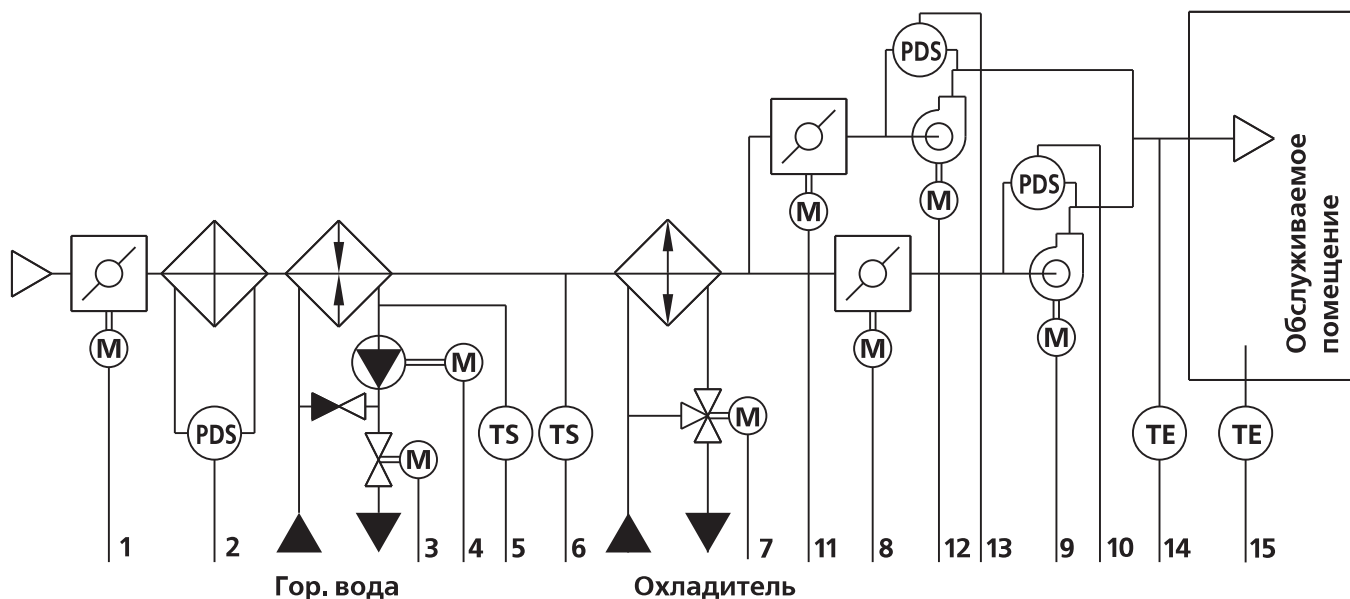 PDS
PDS
M
M
M
M
M
M
M
M
PDS
TS
TS
M
TE
TE
Обслуживаемое
помещение
1 2 3 4 5 6 7 11 8 12 13 9 10 14 15
Гор. вода Охладитель